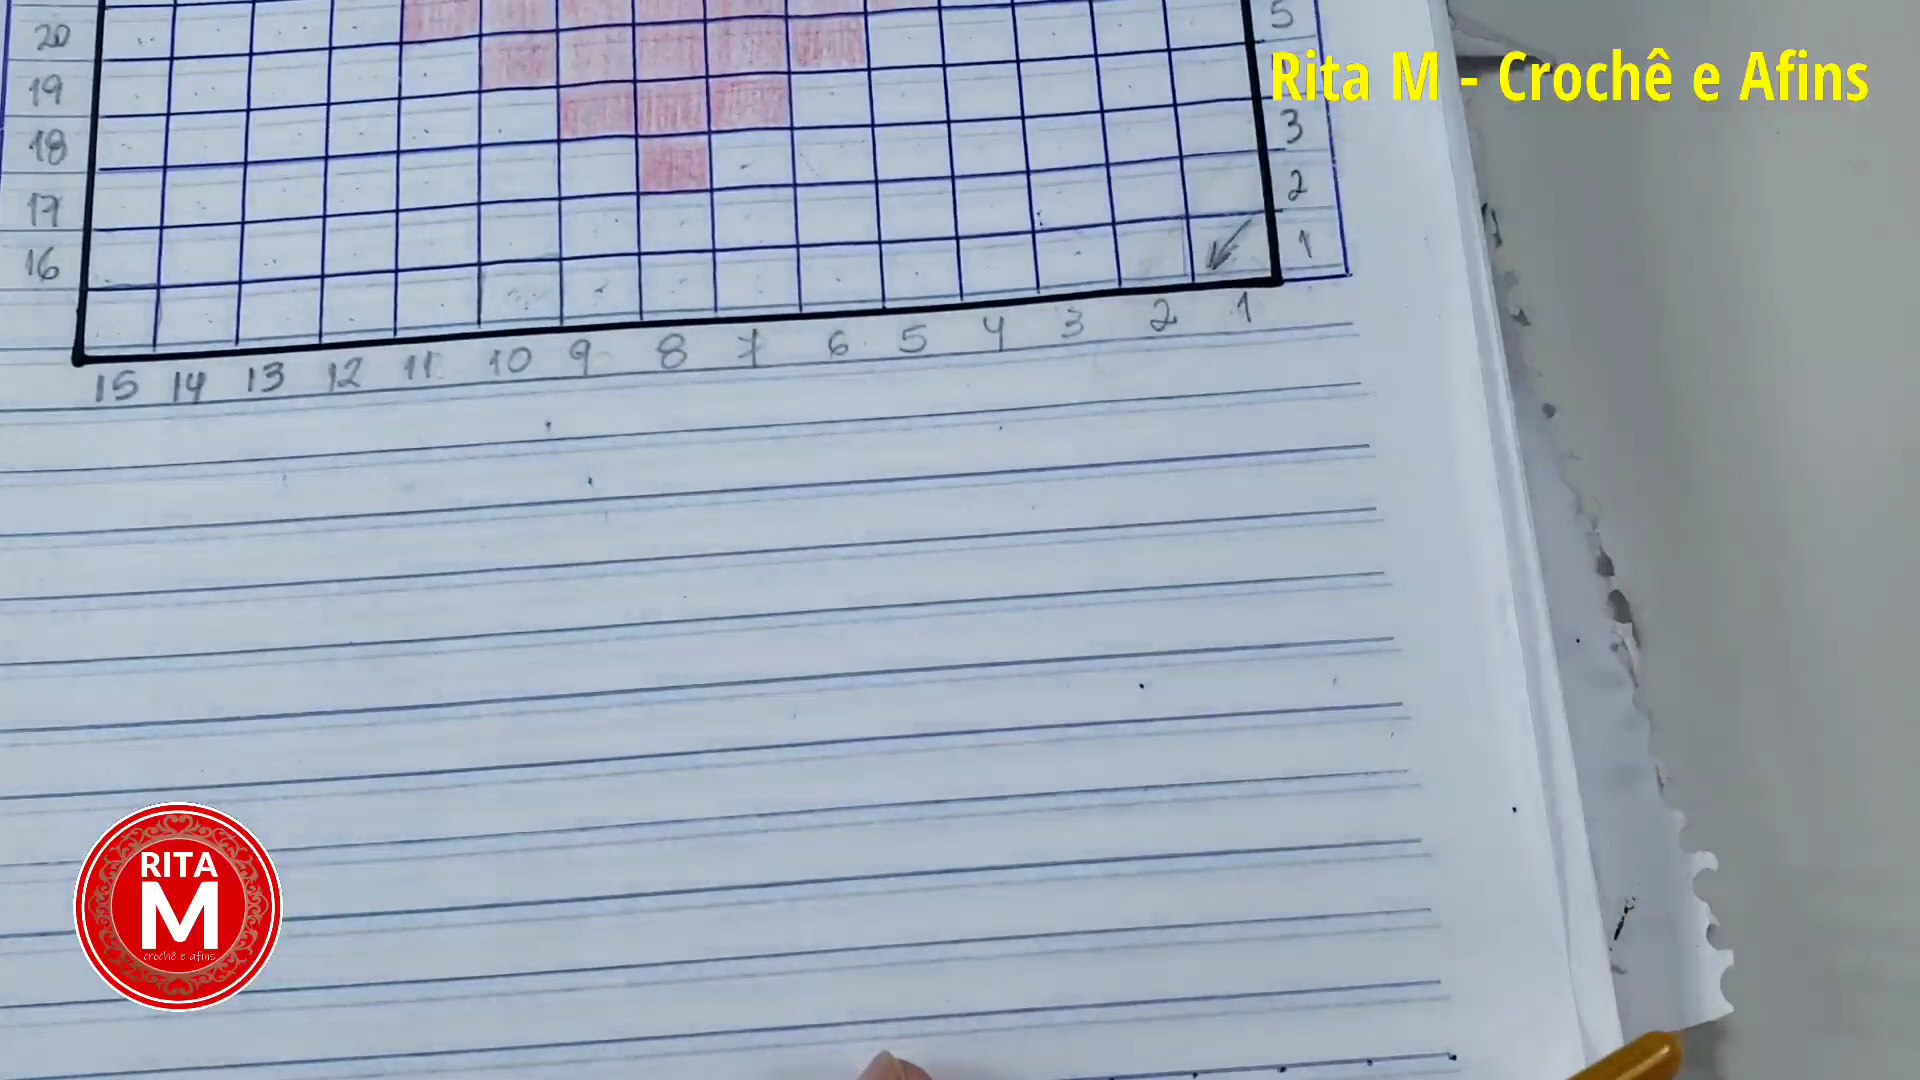 20 5
Rita M - Crochê e Afins
19
18 3
17 2
16 1
15 14 13 12 11 10 9 8 7 6 5 4 3 2 1
RITA
M
crochê e afins